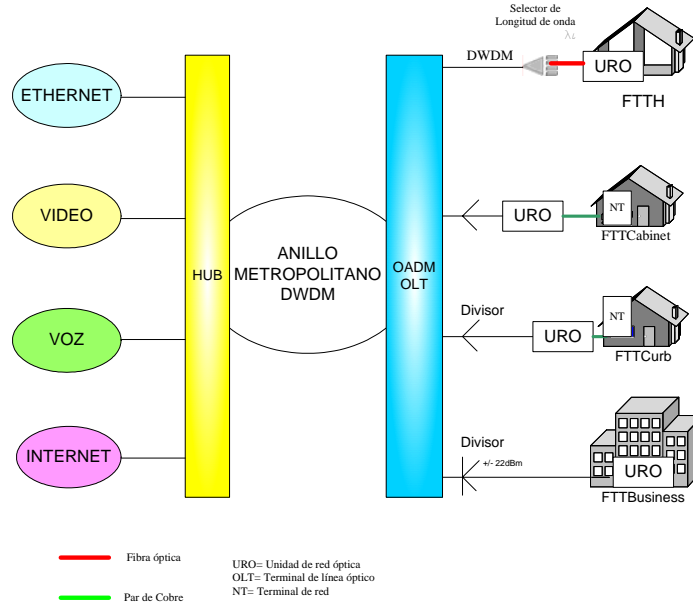 Selector de
Longitud de onda
λL
DWDM
URO
FTTH
ETHERNET
VIDEO
VOZ
INTERNET
HUB
ANILLO
METROPOLITANO
DWDM
OADM
OLT
URO
NT
FTTCabinet
Divisor
URO
NT
FTTCurb
Divisor
+/- 22dBm
URO
FTTBusiness
Fibra óptica
Par de Cobre
URO= Unidad de red óptica
OLT= Terminal de línea óptico
NT= Terminal de red